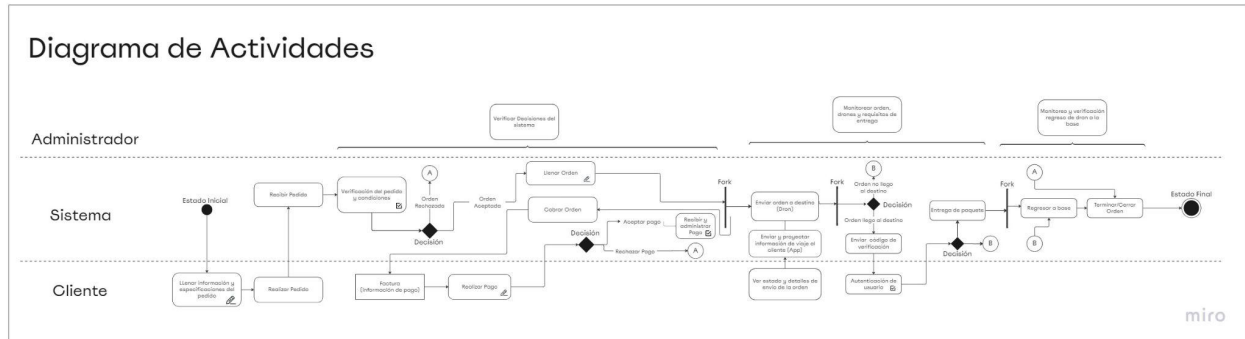 Diagrama de Actividades
Administrador
Verificar Decisiones del
sistema
Monitorear orden,
drones y requisitos de
entrega
Monitoreo y verificación
regreso de dron a la
base
Sistema
Estado Inicial
Recibir Pedido
Verificación del pedido
y condiciones
A
Orden
Rechazada
Orden
Aceptada
Decisión
Llenar Orden
Cobrar Orden
Decisión
Aceptar pago
Rechazar Pago
Recibir y
administrar
Pago
A
Fork
Enviar orden a destino
(Dron)
Enviar y proyectar
información de viaje al
cliente (App)
Fork
B
Orden no llego
al destino
Decisión
Orden llego al destino
Enviar código de
verificación
Entrega de paquete
Decisión
B
Fork
A
Regresar a base
B
Terminar/Cerrar
Orden
Estado Final
Cliente
Llenar información y
especificaciones del
pedido
Realizar Pedido
Factura
(Información de pago)
Realizar Pago
Ver estado y detalles de
envío de la orden
Autenticación de
usuario
miro